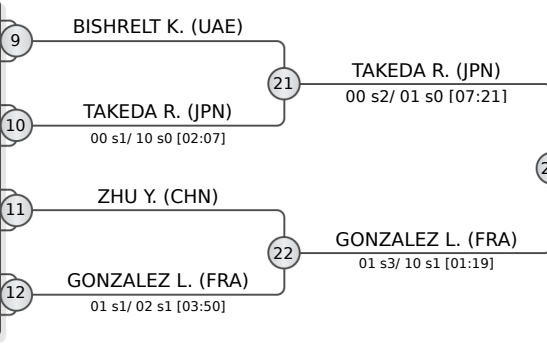 BISHRELT K. (UAE)
9
21
TAKEDA R. (JPN)
00 s2/ 01 s0 [07:21]
TAKEDA R. (JPN)
10
00 s1/ 10 s0 [02:07]
ZHU Y. (CHN)
11
22
GONZALEZ L. (FRA)
01 s3/ 10 s1 [01:19]
GONZALEZ L. (FRA)
12
01 s1/ 02 s1 [03:50]